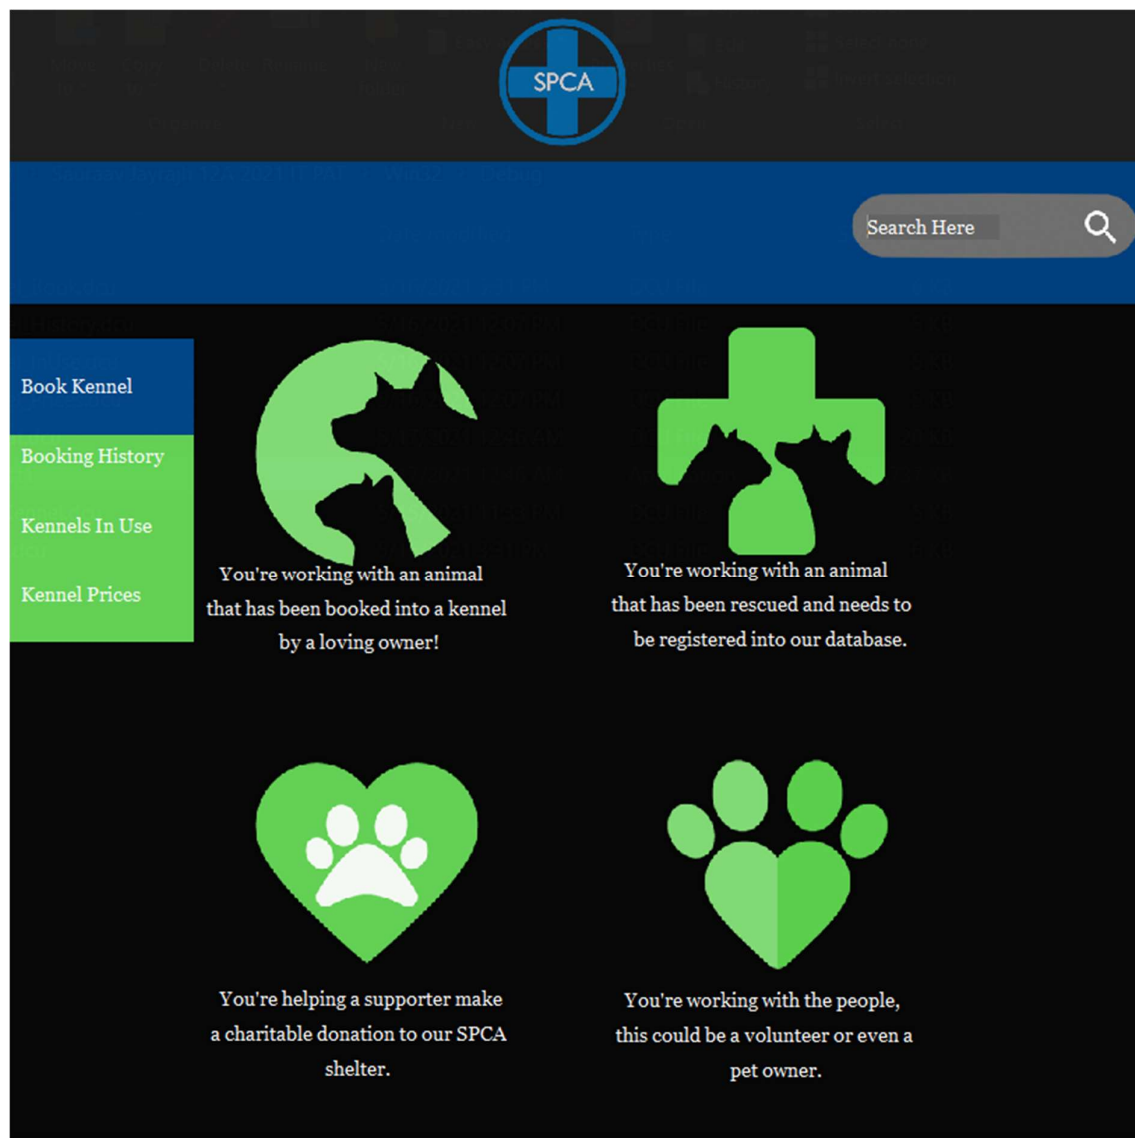 SPCA
Search Here
Book Kennel
Booking History
Kennels In Use
Kennel Prices
You're working with an animal
that has been booked into a kennel
by a loving owner!
You're working with an animal
that has been rescued and needs to
be registered into our database.
You're helping a supporter make
a charitable donation to our SPCA
shelter.
You're working with the people,
this could be a volunteer or even a
pet owner.